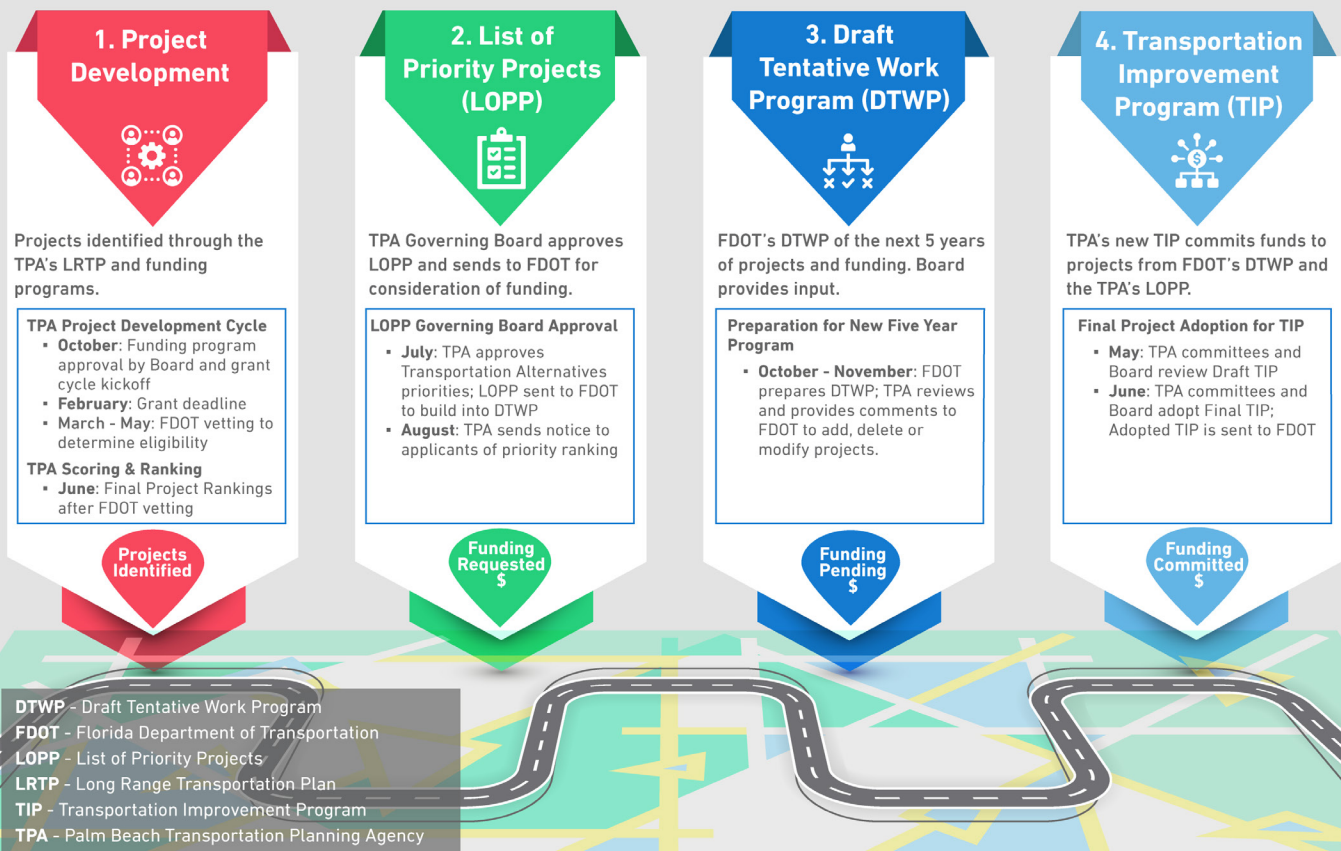 1. Project
Development
Projects identified through the
TPA's LRTP and funding
programs.
TPA Project Development Cycle
▪ October: Funding program
approval by Board and grant
cycle kickoff
▪ February: Grant deadline
▪ March - May: FDOT vetting to
determine eligibility
TPA Scoring & Ranking
▪ June: Final Project Rankings
after FDOT vetting
Projects
Identified
2. List of
Priority Projects
(LOPP)
TPA Governing Board approves
LOPP and sends to FDOT for
consideration of funding.
LOPP Governing Board Approval
▪ July: TPA approves
Transportation Alternatives
priorities; LOPP sent to FDOT
to build into DTWP
▪ August: TPA sends notice to
applicants of priority ranking
Funding
Requested
$
3. Draft
Tentative Work
Program (DTWP)
FDOT's DTWP of the next 5 years
of projects and funding. Board
provides input.
Preparation for New Five Year
Program
▪ October - November: FDOT
prepares DTWP; TPA reviews
and provides comments to
FDOT to add, delete or
modify projects.
Funding
Pending
$
4. Transportation
Improvement
Program (TIP)
$
TPA's new TIP commits funds to
projects from FDOT's DTWP and
the TPA's LOPP.
Final Project Adoption for TIP
▪ May: TPA committees and
Board review Draft TIP
▪ June: TPA committees and
Board adopt Final TIP;
Adopted TIP is sent to FDOT
Funding
Committed
$
DTWP - Draft Tentative Work Program
FDOT - Florida Department of Transportation
LOPP - List of Priority Projects
LRTP - Long Range Transportation Plan
TIP - Transportation Improvement Program
TPA - Palm Beach Transportation Planning Agency